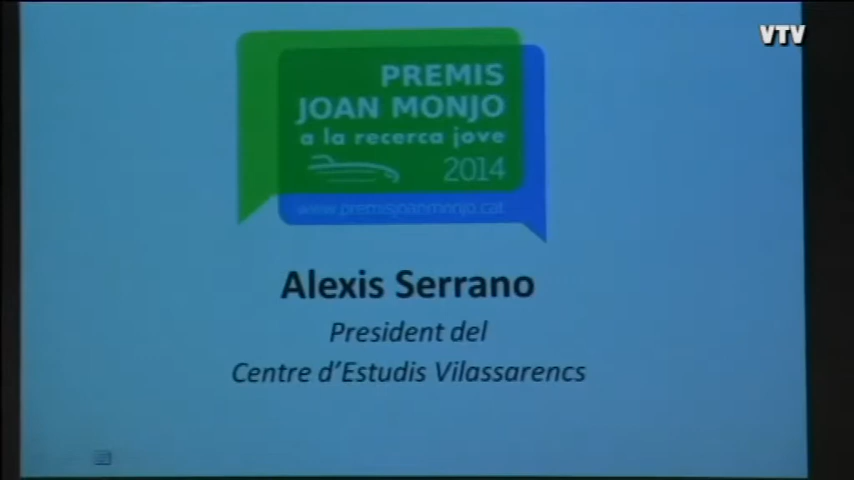 VTV
PREMIS
JOAN MONJO
a la recerca jove
2014
www.premisjoanmonjo.cat
Alexis Serrano
President del
Centre d'Estudis Vilassarencs